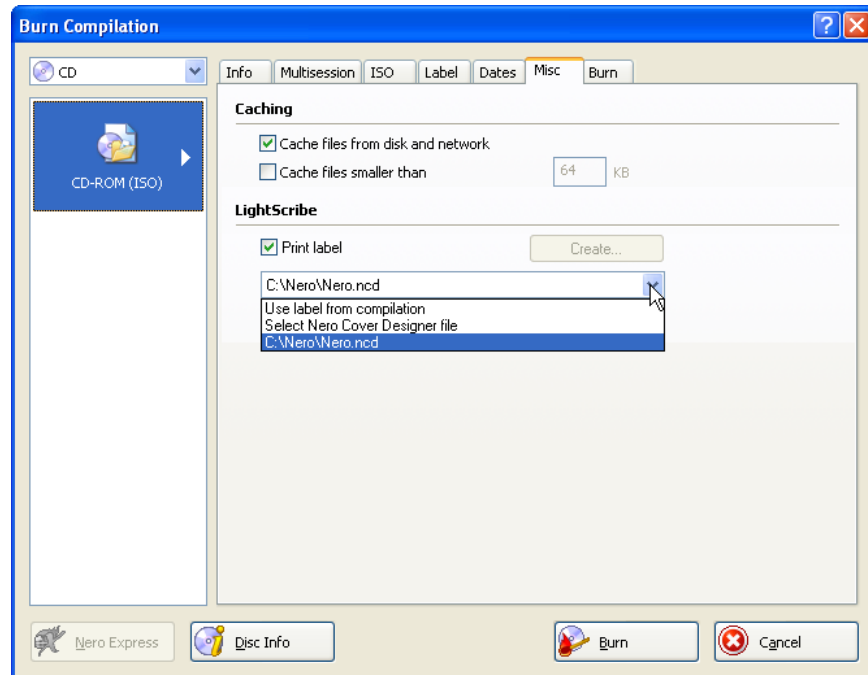 Burn Compilation
CD
Info Multisession ISO Label Dates Misc Burn
CD-ROM (ISO)
Caching
Cache files from disk and network
Cache files smaller than 64 KB
LightScribe
Print label Create...
C:\Nero\Nero.ncd
Use label from compilation
Select Nero Cover Designer file
C:\Nero\Nero.ncd
Nero Express Disc Info Burn Cancel